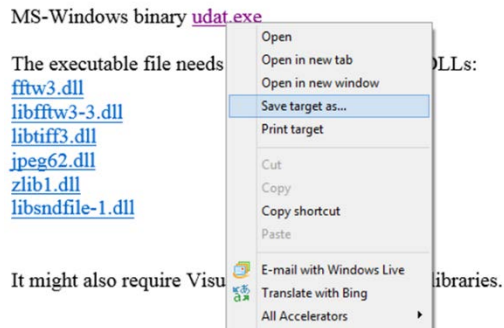 MS-Windows binary udat.exe
The executable file needs
DLLs:
fftw3.dll
libfftw3-3.dll
libtiff3.dll
jpeg62.dll
zlib1.dll
libsndfile-1.dll
It might also require Visu
libraries.
Open
Open in new tab
Open in new window
Save target as...
Print target
Cut
Copy
Copy shortcut
Paste
E-mail with Windows Live
Translate with Bing
All Accelerators